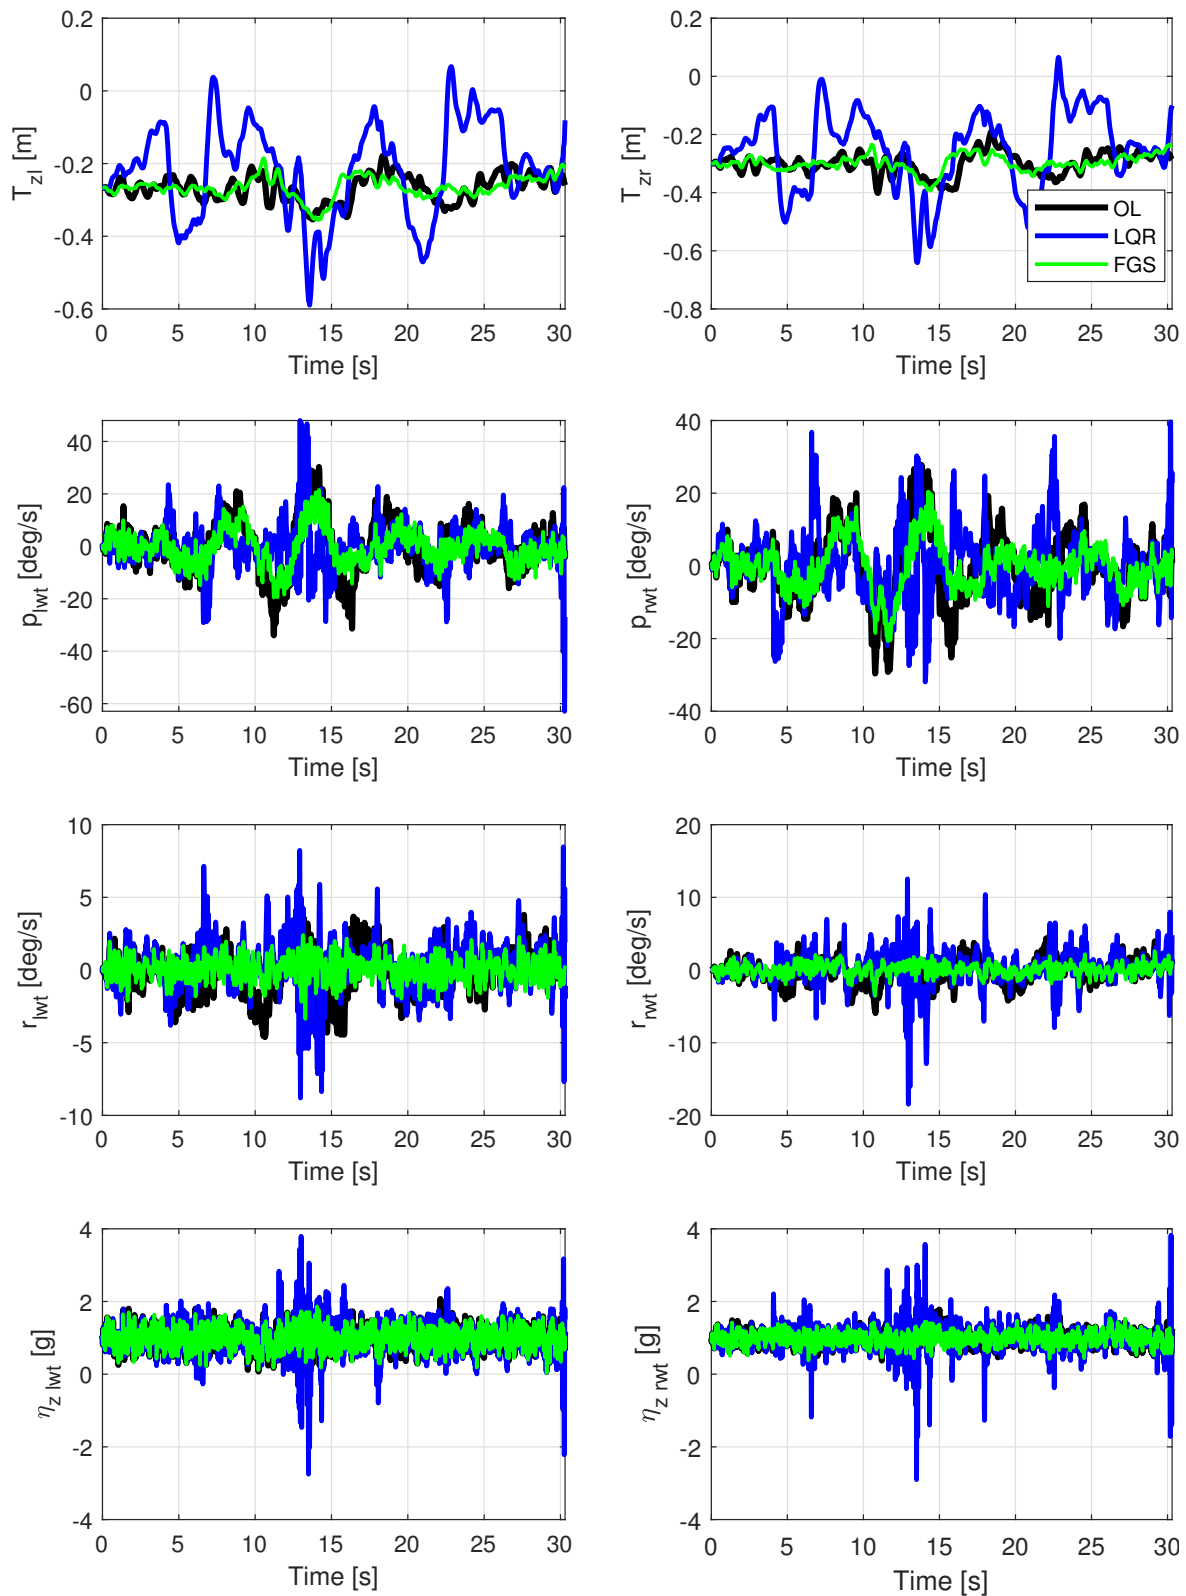 0.2
0
-0.2
-0.4
-0.6
T_zl [m]
0 5 10 15 20 25 30
Time [s]
0.2
0
-0.2
-0.4
-0.6
-0.8
T_zr [m]
OL
LQR
FGS
0 5 10 15 20 25 30
Time [s]
40
20
0
-20
-40
-60
p_lwt [deg/s]
0 5 10 15 20 25 30
Time [s]
40
20
0
-20
-40
p_rwt [deg/s]
0 5 10 15 20 25 30
Time [s]
10
5
0
-5
-10
r_lwt [deg/s]
0 5 10 15 20 25 30
Time [s]
20
10
0
-10
-20
r_rwt [deg/s]
0 5 10 15 20 25 30
Time [s]
4
2
0
-2
-4
η_z lwt [g]
0 5 10 15 20 25 30
Time [s]
4
2
0
-2
-4
η_z rwt [g]
0 5 10 15 20 25 30
Time [s]